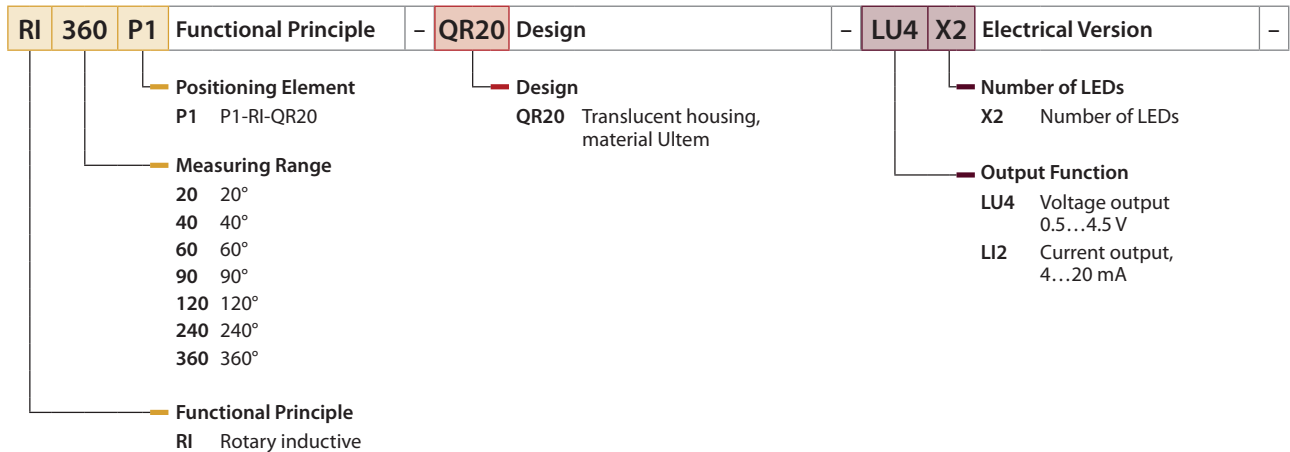 RI 360 P1 Functional Principle – QR20 Design – LU4 X2 Electrical Version –
Positioning Element
P1 P1-RI-QR20
Measuring Range
20 20°
40 40°
60 60°
90 90°
120 120°
240 240°
360 360°
Functional Principle
RI Rotary inductive
Design
QR20 Translucent housing,
material Ultem
Number of LEDs
X2 Number of LEDs
Output Function
LU4 Voltage output
0.5…4.5 V
LI2 Current output,
4…20 mA